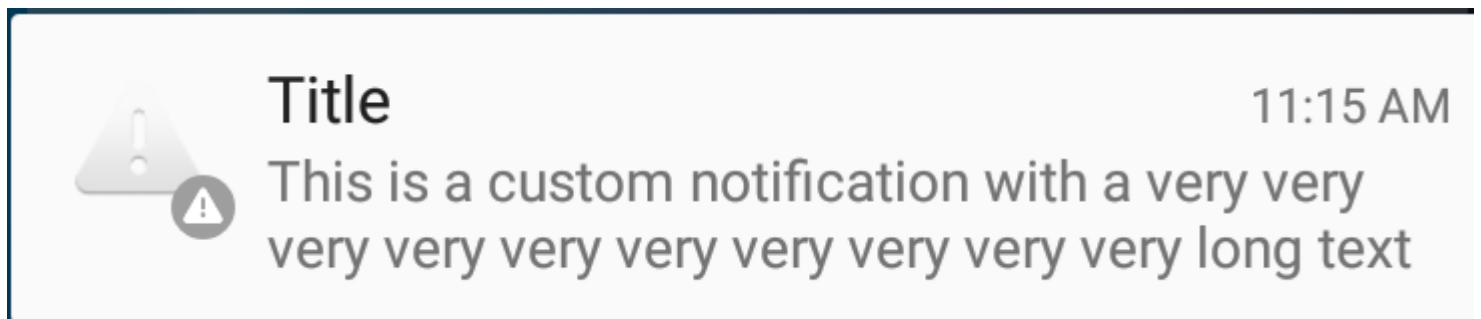 Title
11:15 AM
This is a custom notification with a very very
very very very very very very very very long text